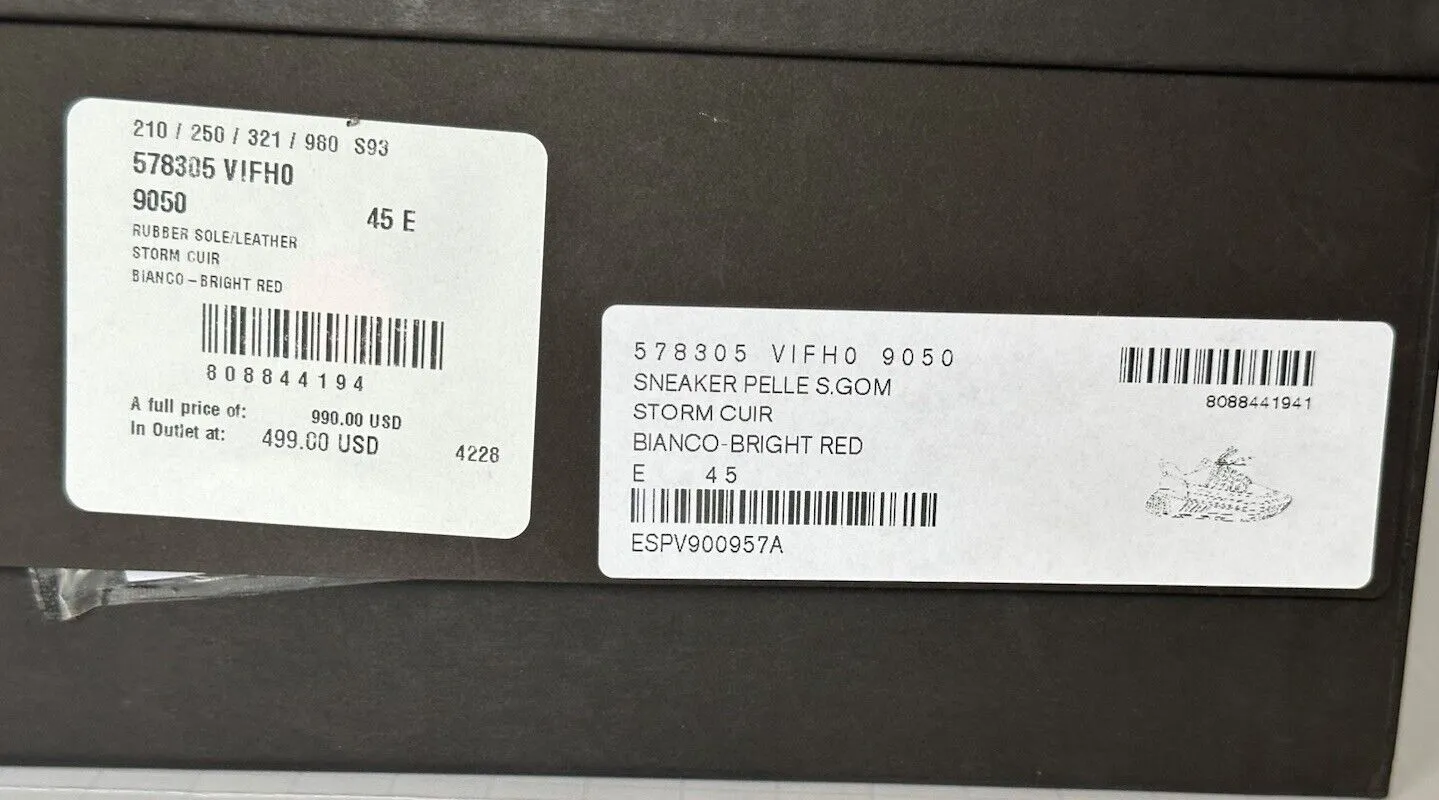 210 / 250 / 321 / 980 S93
578305 VIFH0
9050 45 E
RUBBER SOLE/LEATHER
STORM CUIR
BIANCO-BRIGHT RED
808844194
A full price of: 990.00 USD
In Outlet at: 499.00 USD
4228
578305 VIFH0 9050
SNEAKER PELLE S.GOM
STORM CUIR
BIANCO-BRIGHT RED
E 45
ESPV900957A
8088441941